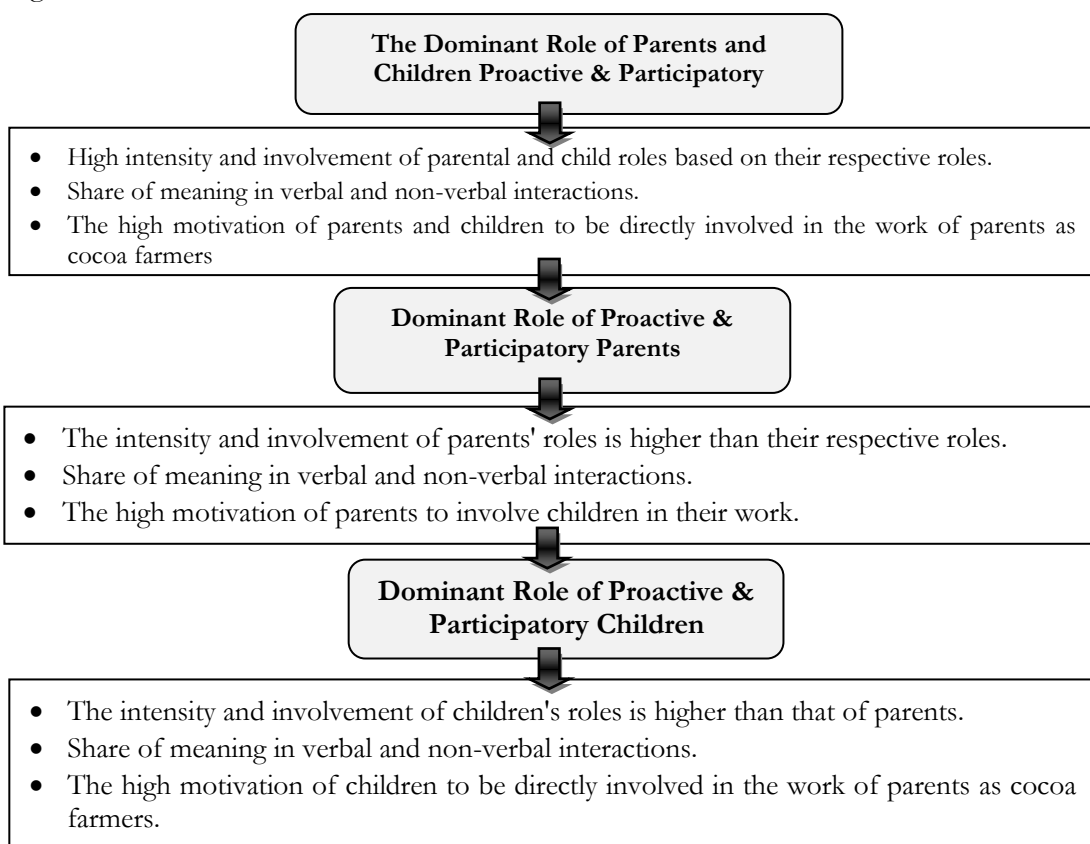 The Dominant Role of Parents and
Children Proactive & Participatory
• High intensity and involvement of parental and child roles based on their respective roles.
• Share of meaning in verbal and non-verbal interactions.
• The high motivation of parents and children to be directly involved in the work of parents as
cocoa farmers
Dominant Role of Proactive &
Participatory Parents
• The intensity and involvement of parents' roles is higher than their respective roles.
• Share of meaning in verbal and non-verbal interactions.
• The high motivation of parents to involve children in their work.
Dominant Role of Proactive &
Participatory Children
• The intensity and involvement of children's roles is higher than that of parents.
• Share of meaning in verbal and non-verbal interactions.
• The high motivation of children to be directly involved in the work of parents as cocoa
farmers.